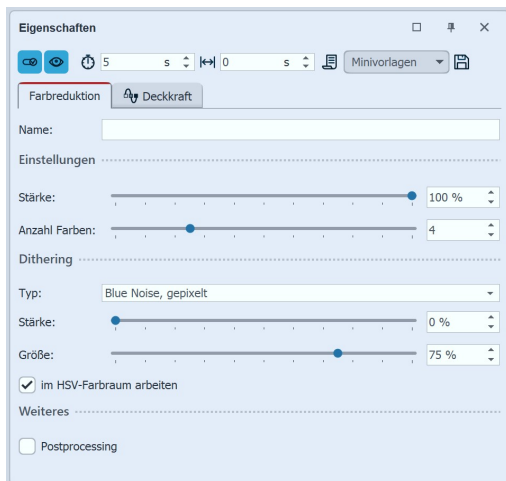 Eigenschaften
5 s 0 s Minivorlagen
Farbreduktion Deckkraft
Name:
Einstellungen
Stärke: 100 %
Anzahl Farben: 4
Dithering
Typ: Blue Noise, gepixelt
Stärke: 0 %
Größe: 75 %
im HSV-Farbraum arbeiten
Weiteres
Postprocessing